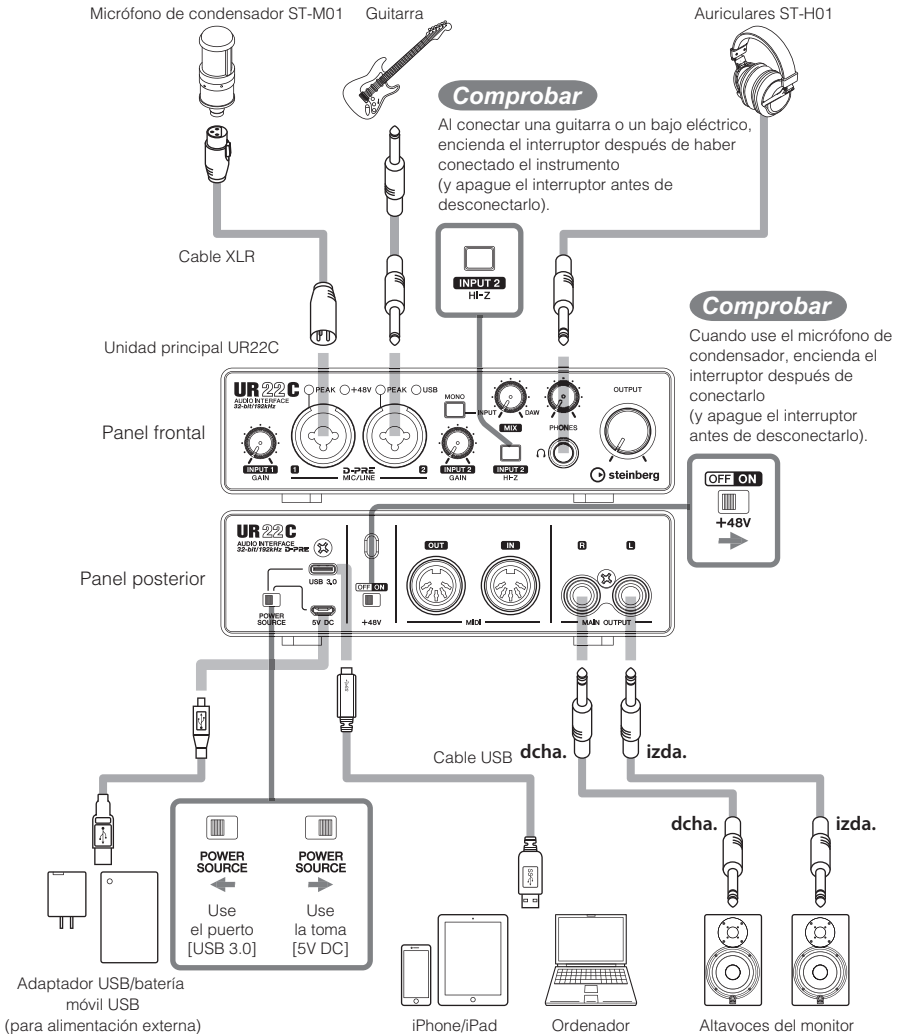 Micrófono de condensador ST-M01
Guitarra
Auriculares ST-H01
Comprobar
Al conectar una guitarra o un bajo eléctrico,
encienda el interruptor después de haber
conectado el instrumento
(y apague el interruptor antes de
desconectarlo).
Cable XLR
INPUT 2
HI-Z
Comprobar
Cuando use el micrófono de
condensador, encienda el
interruptor después de
conectarlo
(y apague el interruptor
antes de desconectarlo).
OFF ON
+48V
Unidad principal UR22C
Panel frontal
UR22C
AUDIO INTERFACE
32-bit/192kHz
PEAK +48V PEAK USB
MONO
INPUT DAW
MIX
PHONES
OUTPUT
INPUT 1
GAIN
1 D-PRE 2
MIC/LINE
INPUT 2
GAIN
INPUT 2
HI-Z
steinberg
Panel posterior
UR22C
AUDIO INTERFACE
32-bit/192kHz D-PRE
USB 3.0
POWER
SOURCE
5V DC
OFF ON
+48V
OUT IN
MIDI
R L
MAIN OUTPUT
Cable USB
dcha. izda.
dcha. izda.
POWER
SOURCE
Use
el puerto
[USB 3.0]
POWER
SOURCE
Use
la toma
[5V DC]
Adaptador USB/batería
móvil USB
(para alimentación externa)
iPhone/iPad
Ordenador
Altavoces del monitor